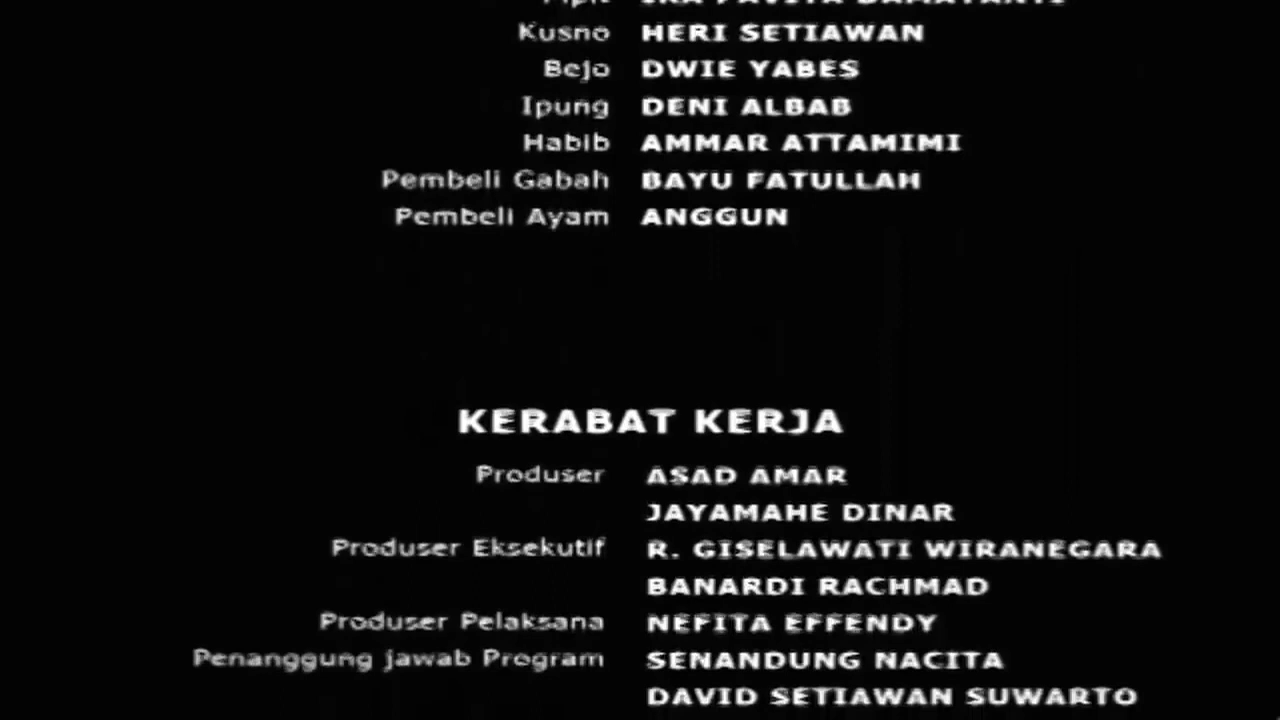 Kusno HERI SETIAWAN
Bejo DWIE YABES
Ipung DENI ALBAB
Habib AMMAR ATTAMIMI
Pembeli Gabah BAYU FATULLAH
Pembeli Ayam ANGGUN
KERABAT KERJA
Produser ASAD AMAR
JAYAMAHE DINAR
Produser Eksekutif R. GISELAWATI WIRANEGARA
BANARDI RACHMAD
Produser Pelaksana NEFITA EFFENDY
Penanggung jawab Program SENANDUNG NACITA
DAVID SETIAWAN SUWARTO